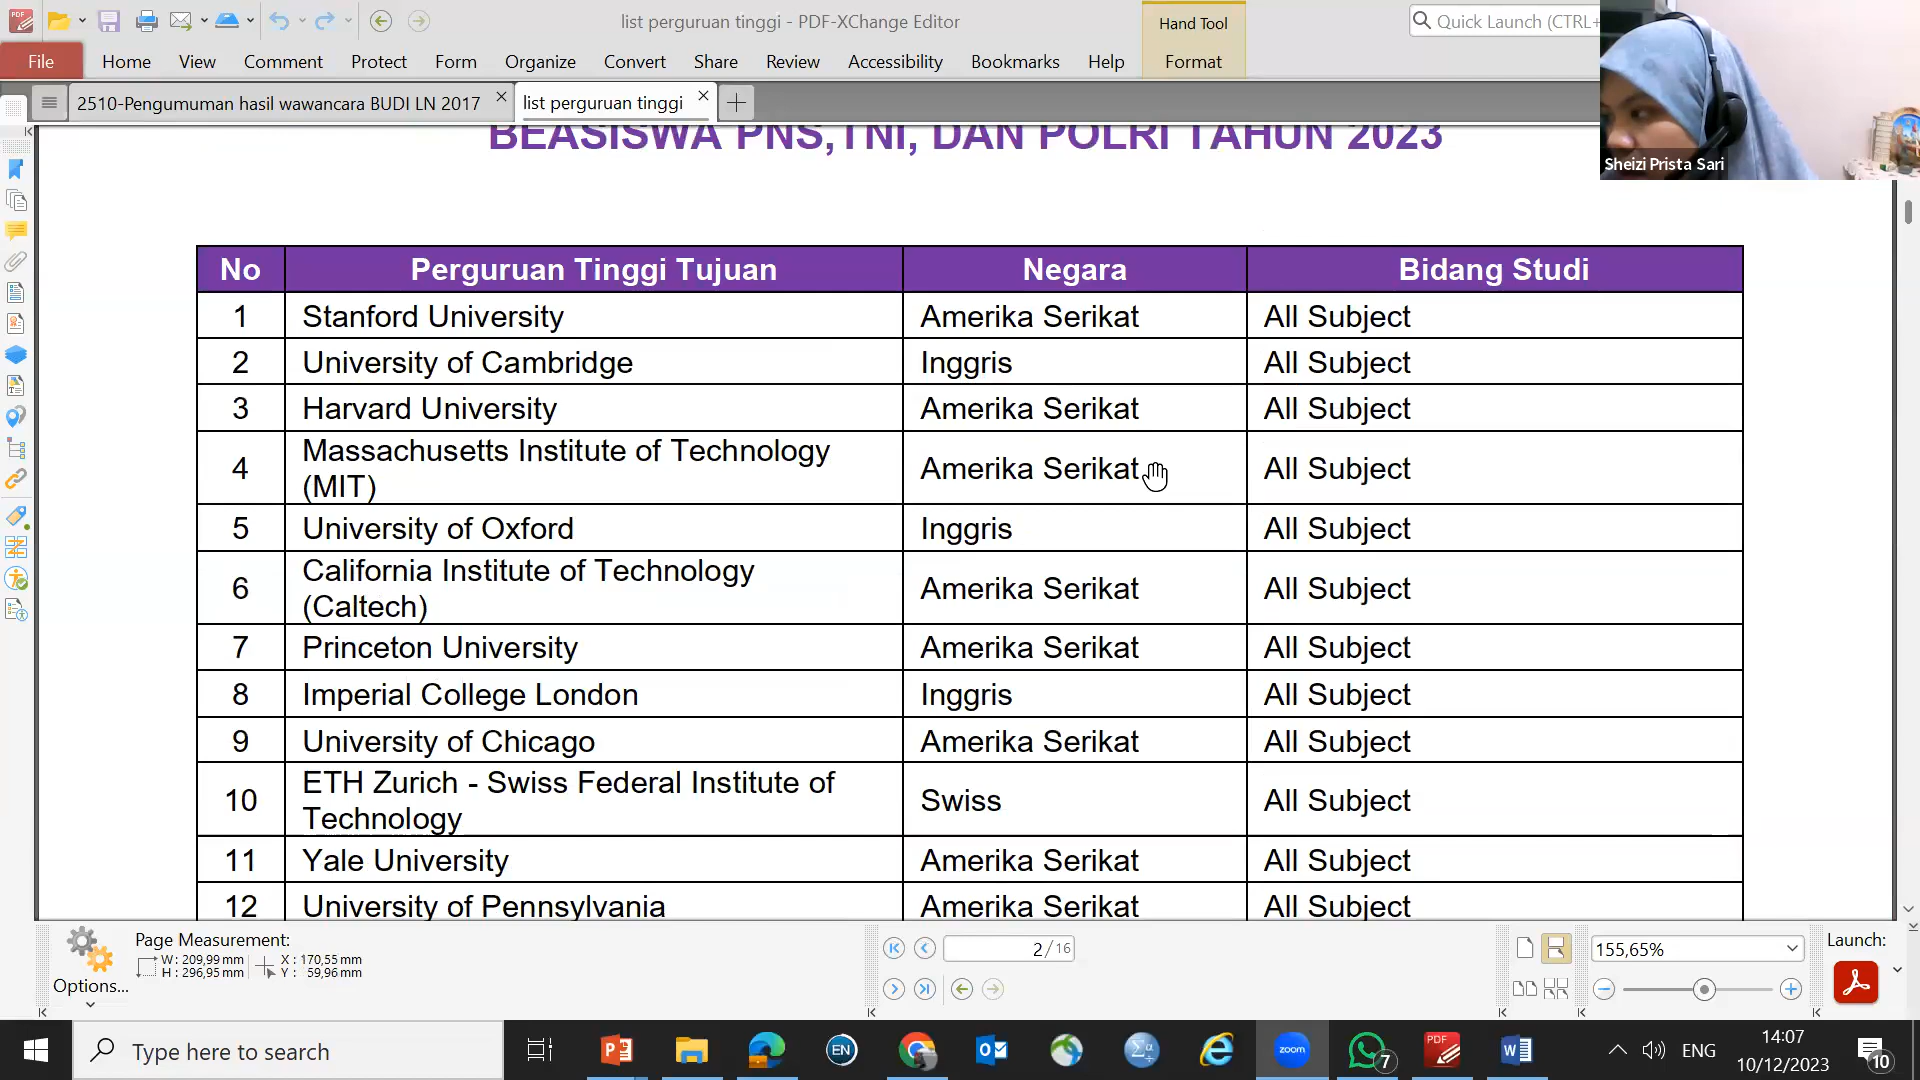 list perguruan tinggi - PDF-XChange Editor
Hand Tool
Quick Launch (CTRL+
File Home View Comment Protect Form Organize Convert Share Review Accessibility Bookmarks Help Format
2510-Pengumuman hasil wawancara BUDI LN 2017
list perguruan tinggi
Sheizi Prista Sari
BEASISWA PNS,TNI, DAN POLRI TAHUN 2023
No Perguruan Tinggi Tujuan Negara Bidang Studi
1 Stanford University Amerika Serikat All Subject
2 University of Cambridge Inggris All Subject
3 Harvard University Amerika Serikat All Subject
4 Massachusetts Institute of Technology
(MIT) Amerika Serikat All Subject
5 University of Oxford Inggris All Subject
6 California Institute of Technology
(Caltech) Amerika Serikat All Subject
7 Princeton University Amerika Serikat All Subject
8 Imperial College London Inggris All Subject
9 University of Chicago Amerika Serikat All Subject
10 ETH Zurich - Swiss Federal Institute of
Technology Swiss All Subject
11 Yale University Amerika Serikat All Subject
12 University of Pennsylvania Amerika Serikat All Subject
Options...
Page Measurement:
W: 209,99 mm X: 170,55 mm
H: 296,95 mm Y: 59,96 mm
2 / 16
155,65%
Launch:
Type here to search
EN
zoom
7
PDF
ENG
14:07
10/12/2023
10